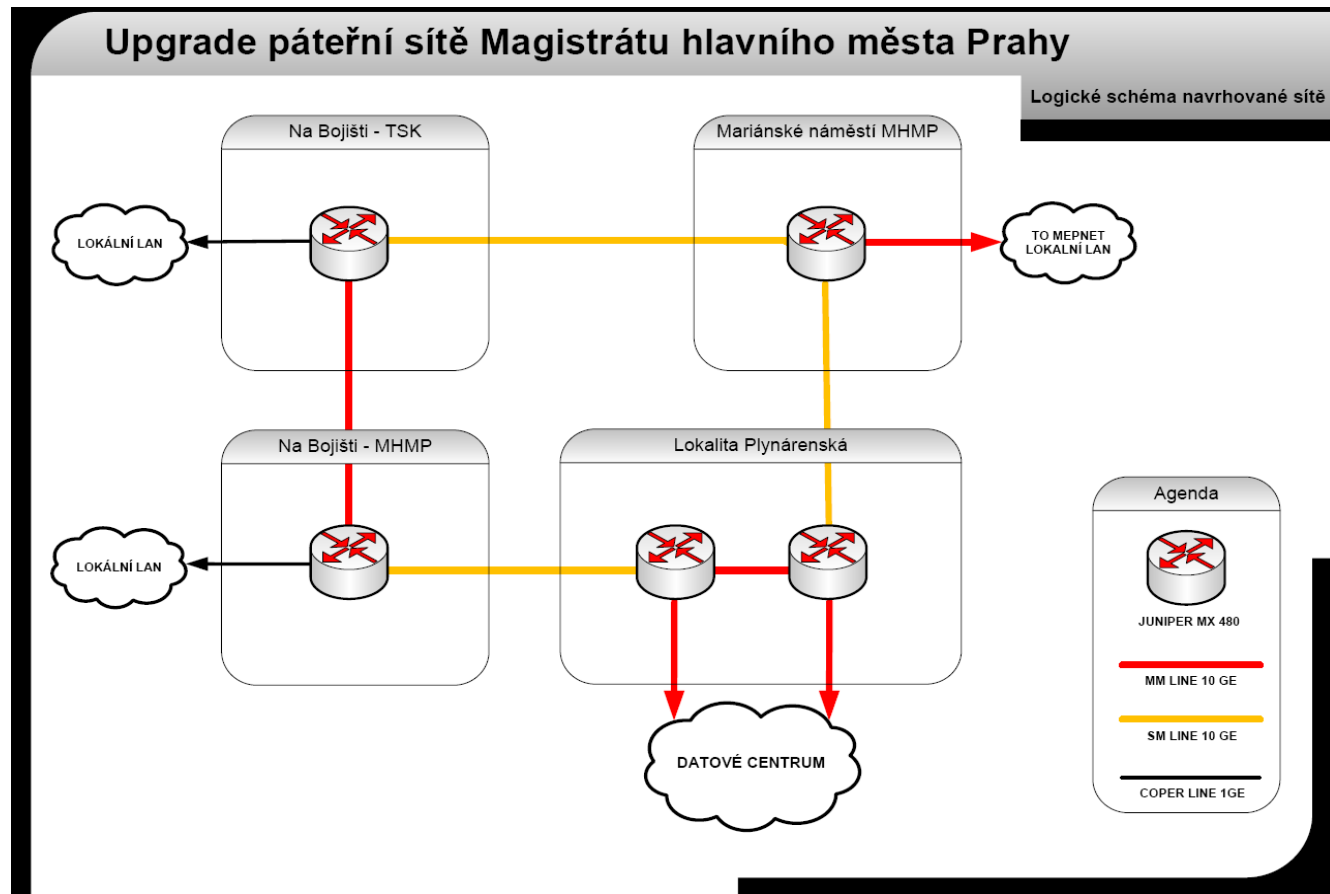 Upgrade páteřní sítě Magistrátu hlavního města Prahy
Logické schéma navrhované sítě
Na Bojišti - TSK
Mariánské náměstí MHMP
LOKÁLNÍ LAN
TO MEPNET
LOKALNÍ LAN
Na Bojišti - MHMP
Lokalita Plynárenská
LOKÁLNÍ LAN
DATOVÉ CENTRUM
Agenda
JUNIPER MX 480
MM LINE 10 GE
SM LINE 10 GE
COPER LINE 1GE